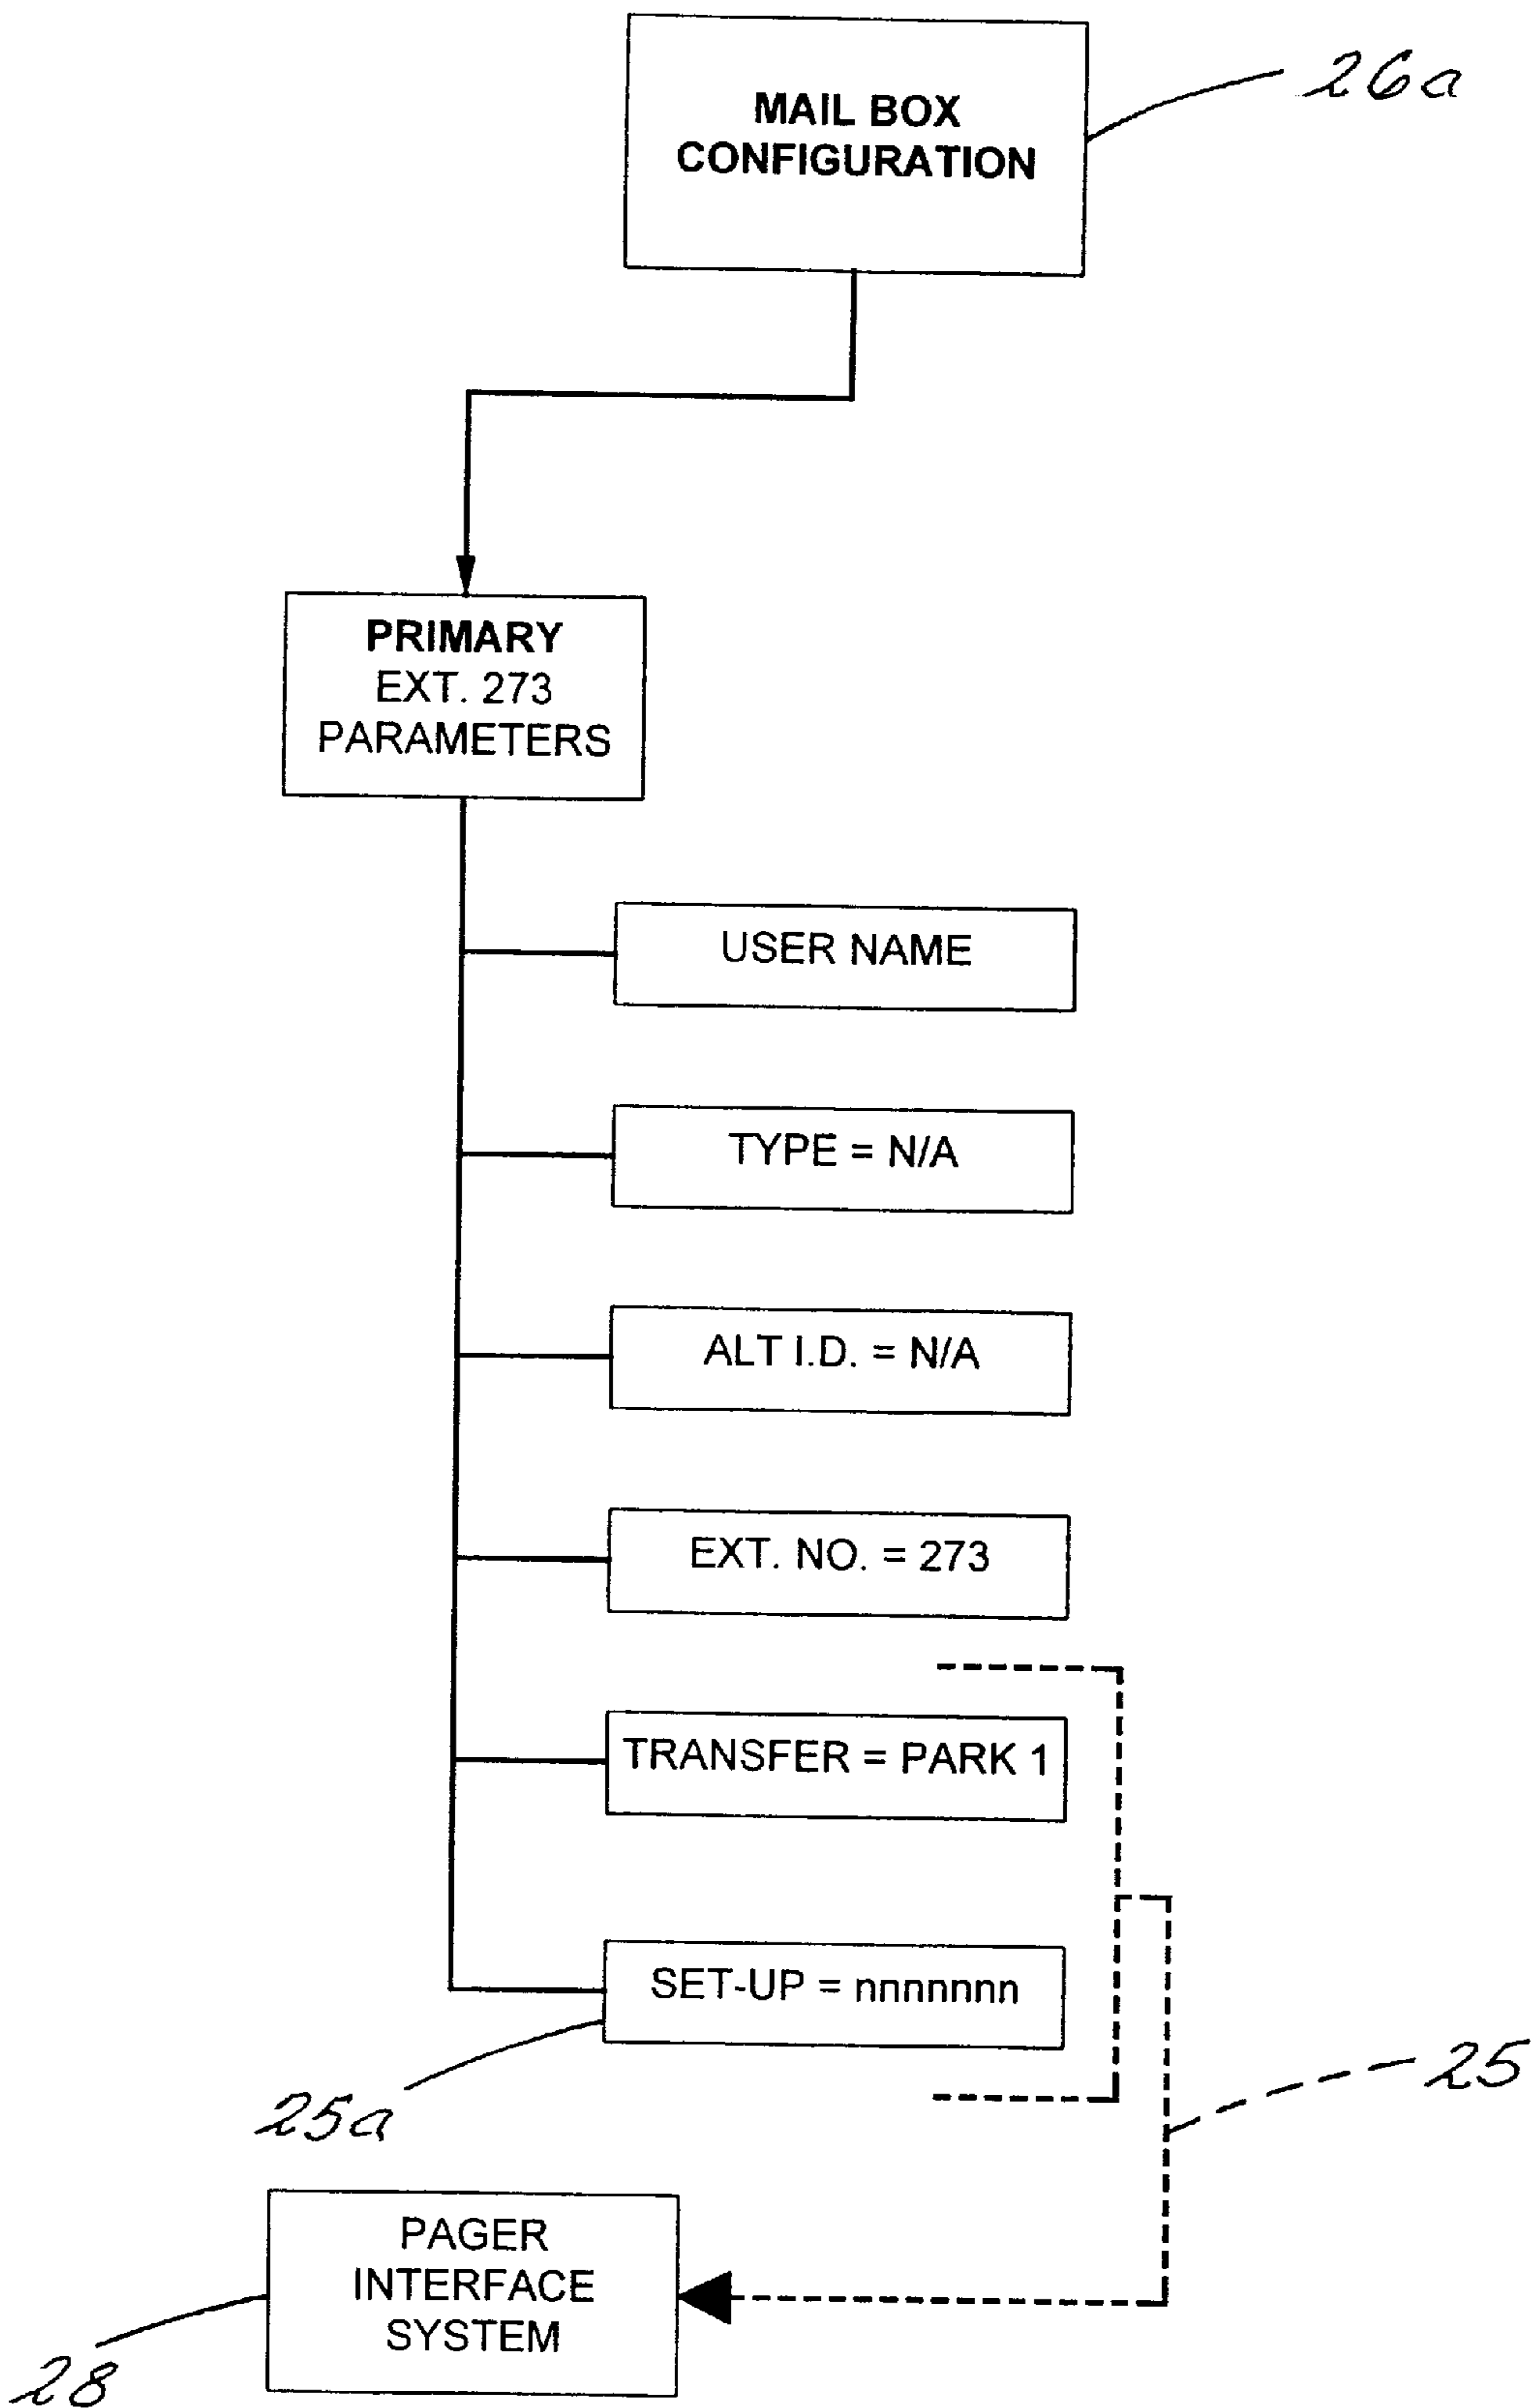 MAIL BOX
CONFIGURATION
26a
PRIMARY
EXT. 273
PARAMETERS
USER NAME
TYPE = N/A
ALT I.D. = N/A
EXT. NO. = 273
TRANSFER = PARK 1
SET-UP = nnnnnnn
25a
25
PAGER
INTERFACE
SYSTEM
28